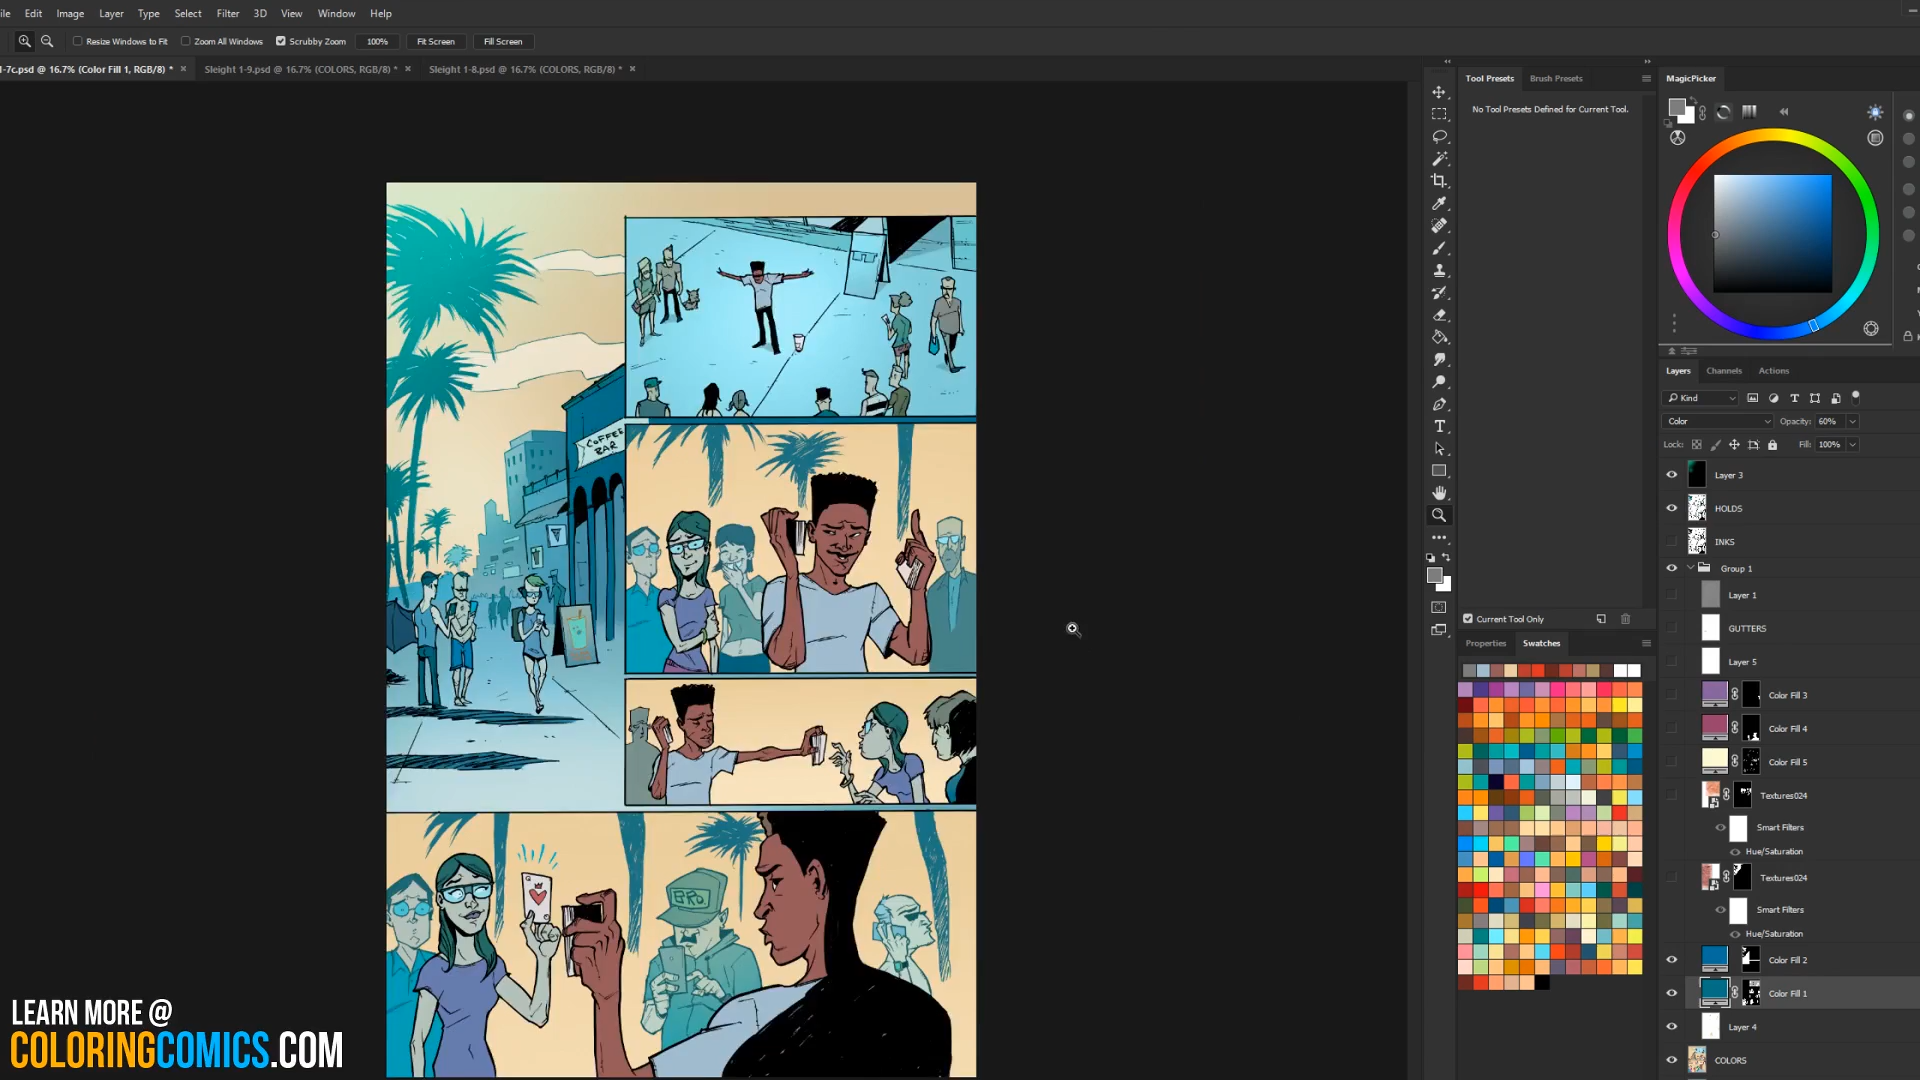 ile Edit Image Layer Type Select Filter 3D View Window Help
Resize Windows to Fit Zoom All Windows Scrubby Zoom 100% Fit Screen Fill Screen
1-7c.psd @ 16.7% (Color Fill 1, RGB/8) * × Sleight 1-9.psd @ 16.7% (COLORS, RGB/8) * × Sleight 1-8.psd @ 16.7% (COLORS, RGB/8) * ×
Tool Presets Brush Presets
No Tool Presets Defined for Current Tool.
Current Tool Only
Properties Swatches
MagicPicker
Layers Channels Actions
Kind
Color Opacity: 60%
Lock: Fill: 100%
Layer 3
HOLDS
INKS
Group 1
Layer 1
GUTTERS
Layer 5
Color Fill 3
Color Fill 4
Color Fill 5
Textures024
Smart Filters
Hue/Saturation
Textures024
Smart Filters
Hue/Saturation
Color Fill 2
Color Fill 1
Layer 4
COLORS
COFFEE
BAR
BRO.
LEARN MORE @
COLORINGCOMICS.COM